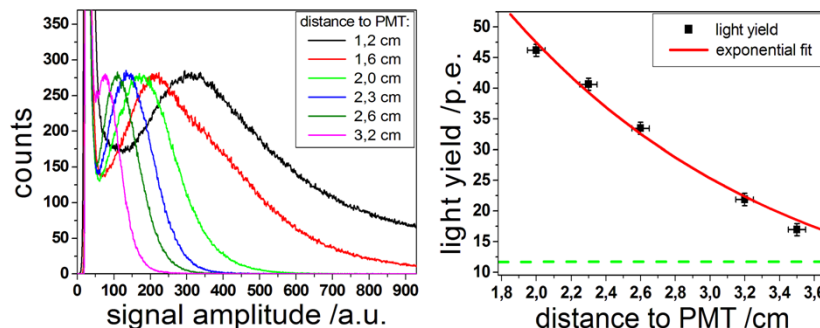 350
300
250
200
150
100
50
0
counts
0 100 200 300 400 500 600 700 800 900
signal amplitude /a.u.
distance to PMT:
1,2 cm
1,6 cm
2,0 cm
2,3 cm
2,6 cm
3,2 cm
50
45
40
35
30
25
20
15
10
light yield /p.e.
1,8 2,0 2,2 2,4 2,6 2,8 3,0 3,2 3,4 3,6
distance to PMT /cm
light yield
exponential fit